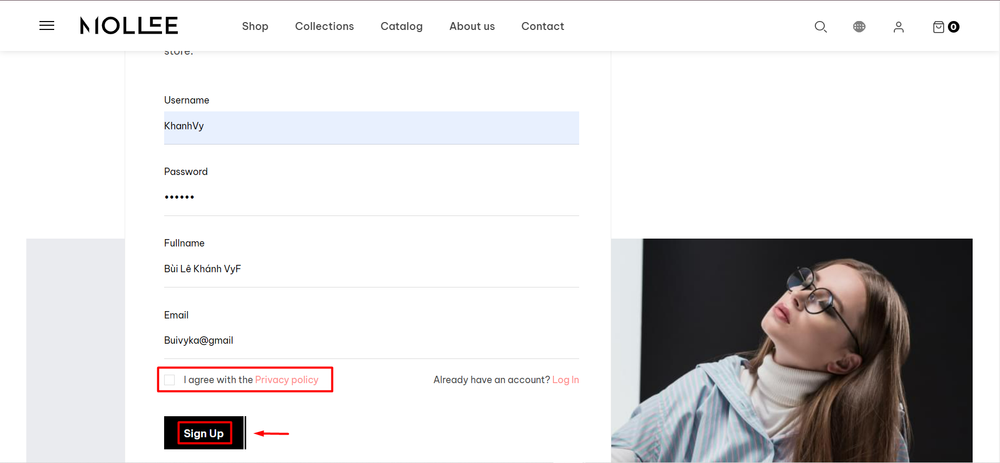 MOLLEE
Shop Collections Catalog About us Contact
0
store.
Username
KhanhVy
Password
••••••
Fullname
Bùi Lê Khánh VyF
Email
Buivyka@gmail
I agree with the Privacy policy
Already have an account? Log In
Sign Up